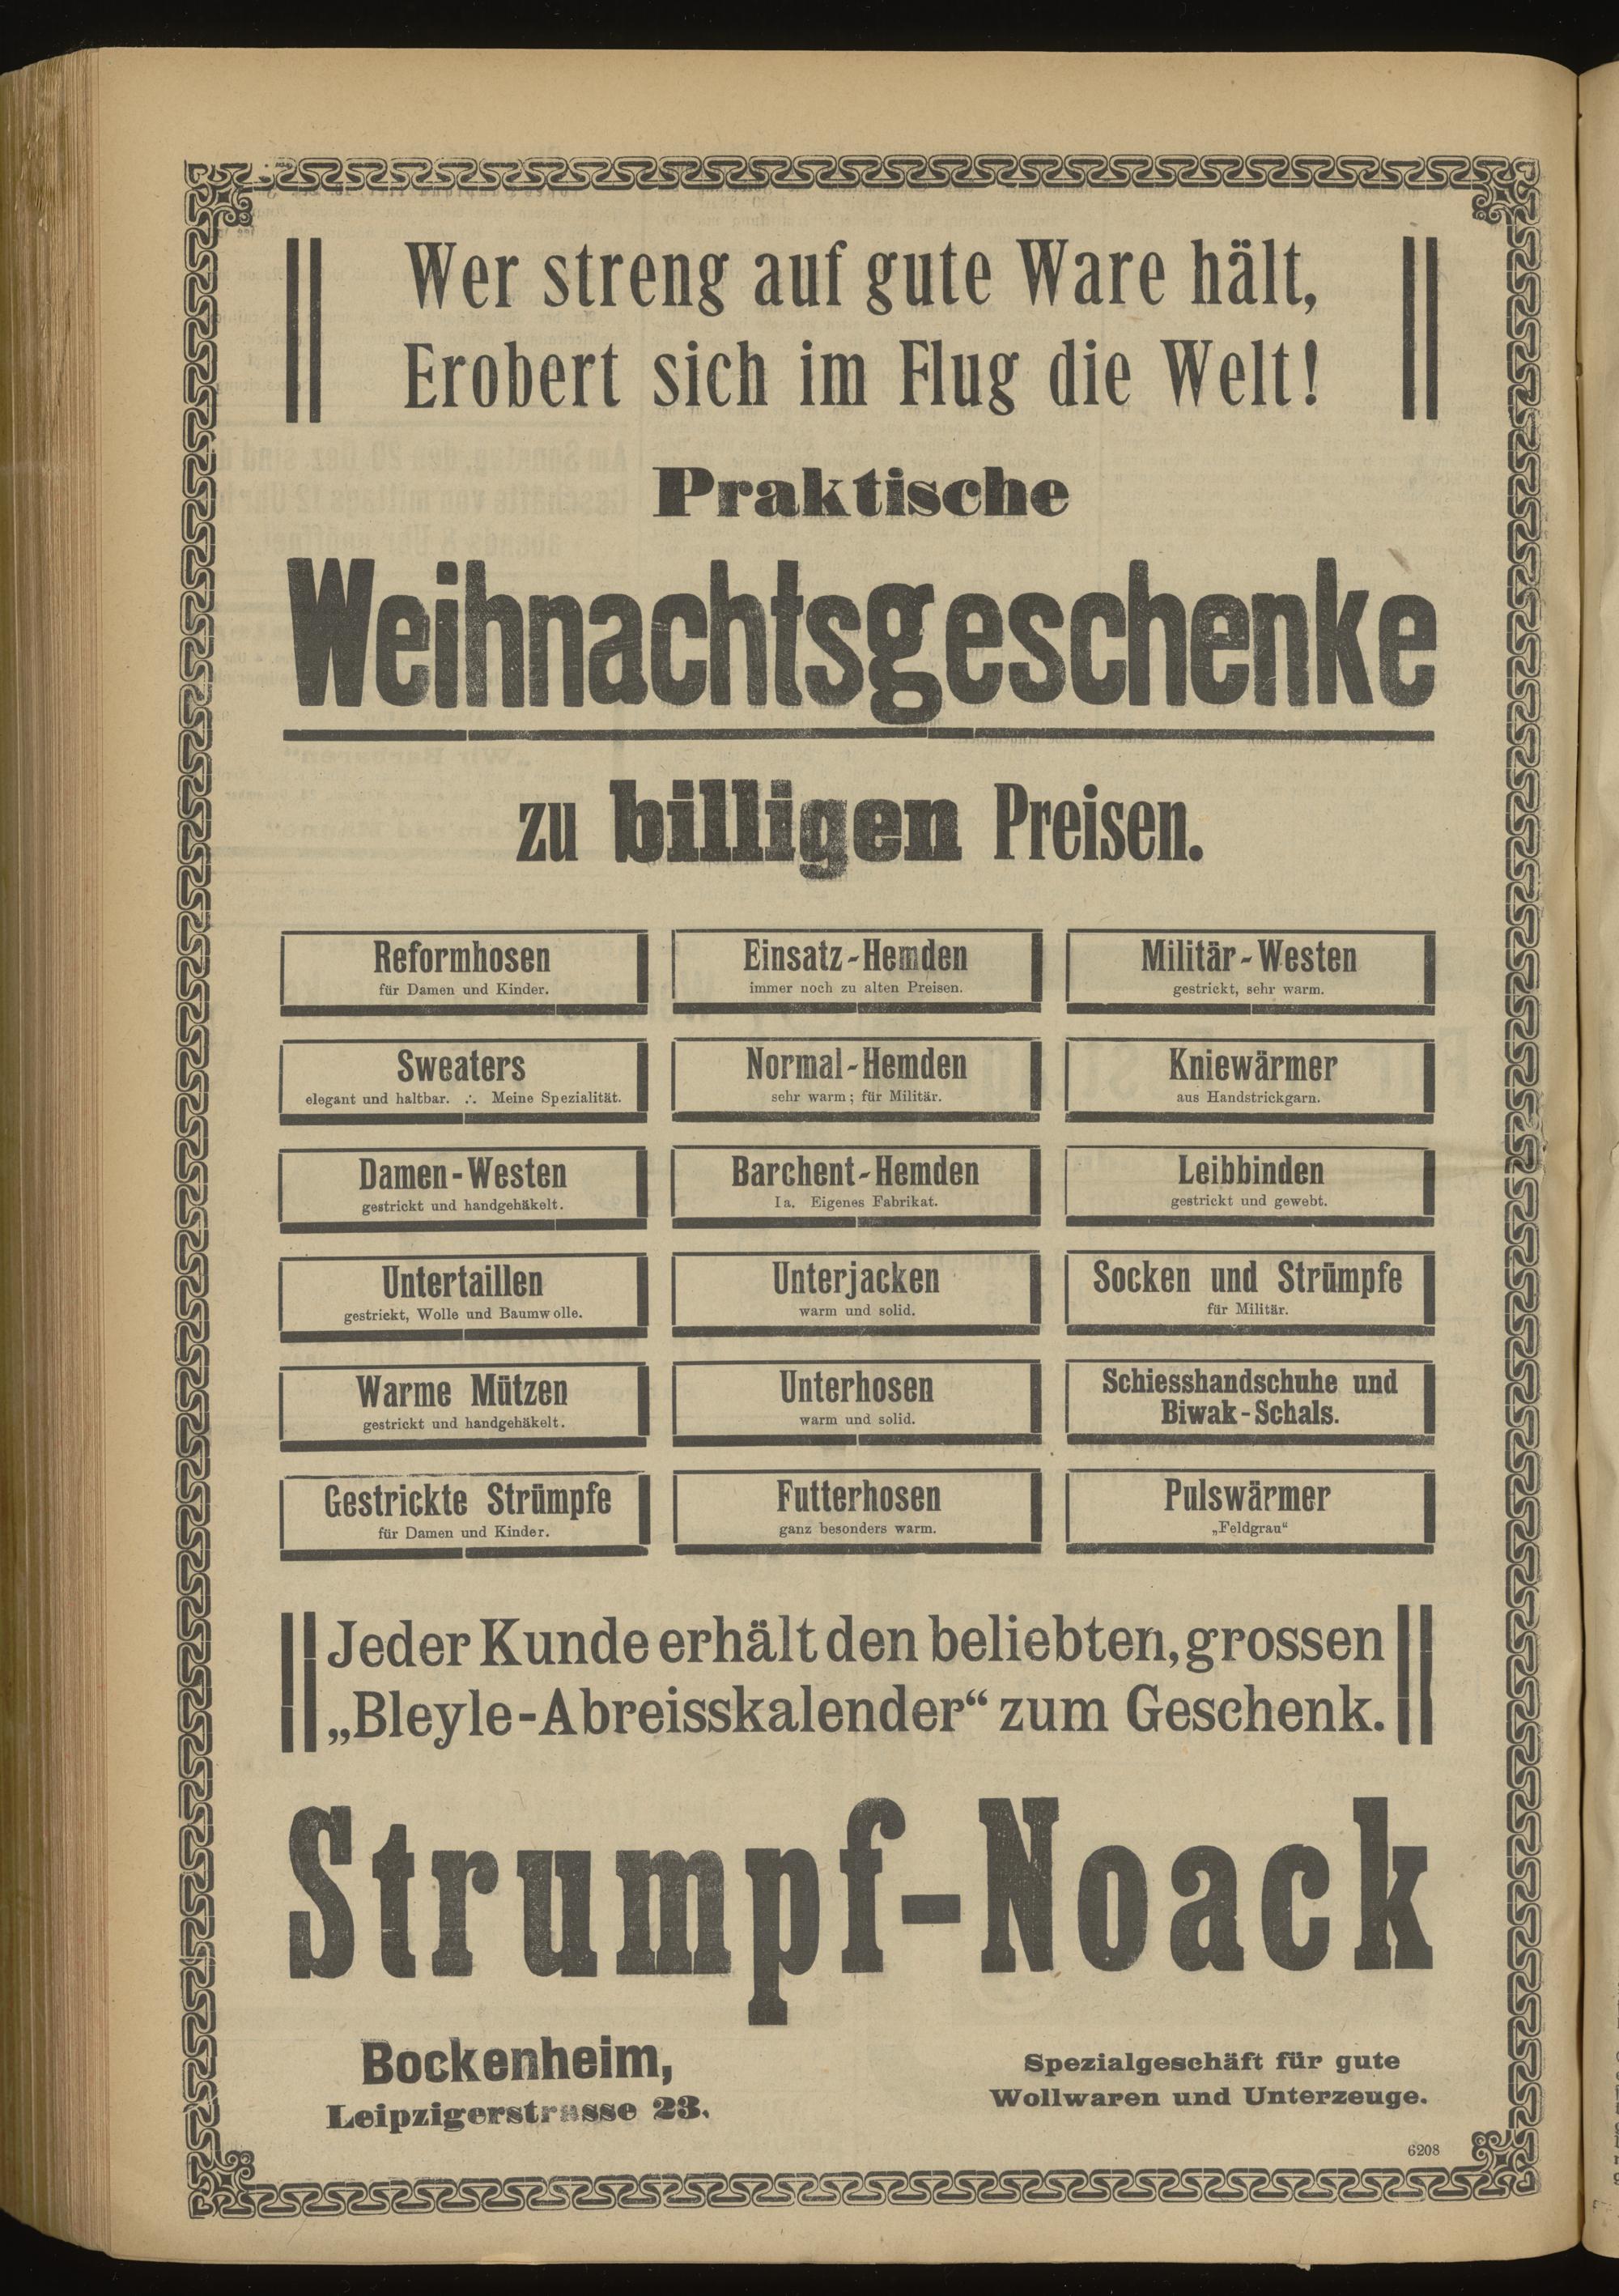 Wer streng auf gute Ware hält,
Erobert sich im Flug die Welt!
Praktische
Weihnachtsgeschenke
zu billigen Preisen.
Reformhosen
für Damen und Kinder.
Einsatz-Hemden
immer noch zu alten Preisen.
Militär-Westen
gestrickt, sehr warm.
Sweaters
elegant und haltbar. ∴ Meine Spezialität.
Normal-Hemden
sehr warm; für Militär.
Kniewärmer
aus Handstrickgarn.
Damen-Westen
gestrickt und handgehäkelt.
Barchent-Hemden
Ia. Eigenes Fabrikat.
Leibbinden
gestrickt und gewebt.
Untertaillen
gestrickt, Wolle und Baumwolle.
Unterjacken
warm und solid.
Socken und Strümpfe
für Militär.
Warme Mützen
gestrickt und handgehäkelt.
Unterhosen
warm und solid.
Schiesshandschuhe und
Biwak-Schals.
Gestrickte Strümpfe
für Damen und Kinder.
Futterhosen
ganz besonders warm.
Pulswärmer
„Feldgrau“
Jeder Kunde erhält den beliebten, grossen
„Bleyle-Abreisskalender“ zum Geschenk.
Strumpf-Noack
Bockenheim,
Leipzigerstrasse 23.
Spezialgeschäft für gute
Wollwaren und Unterzeuge.
6208